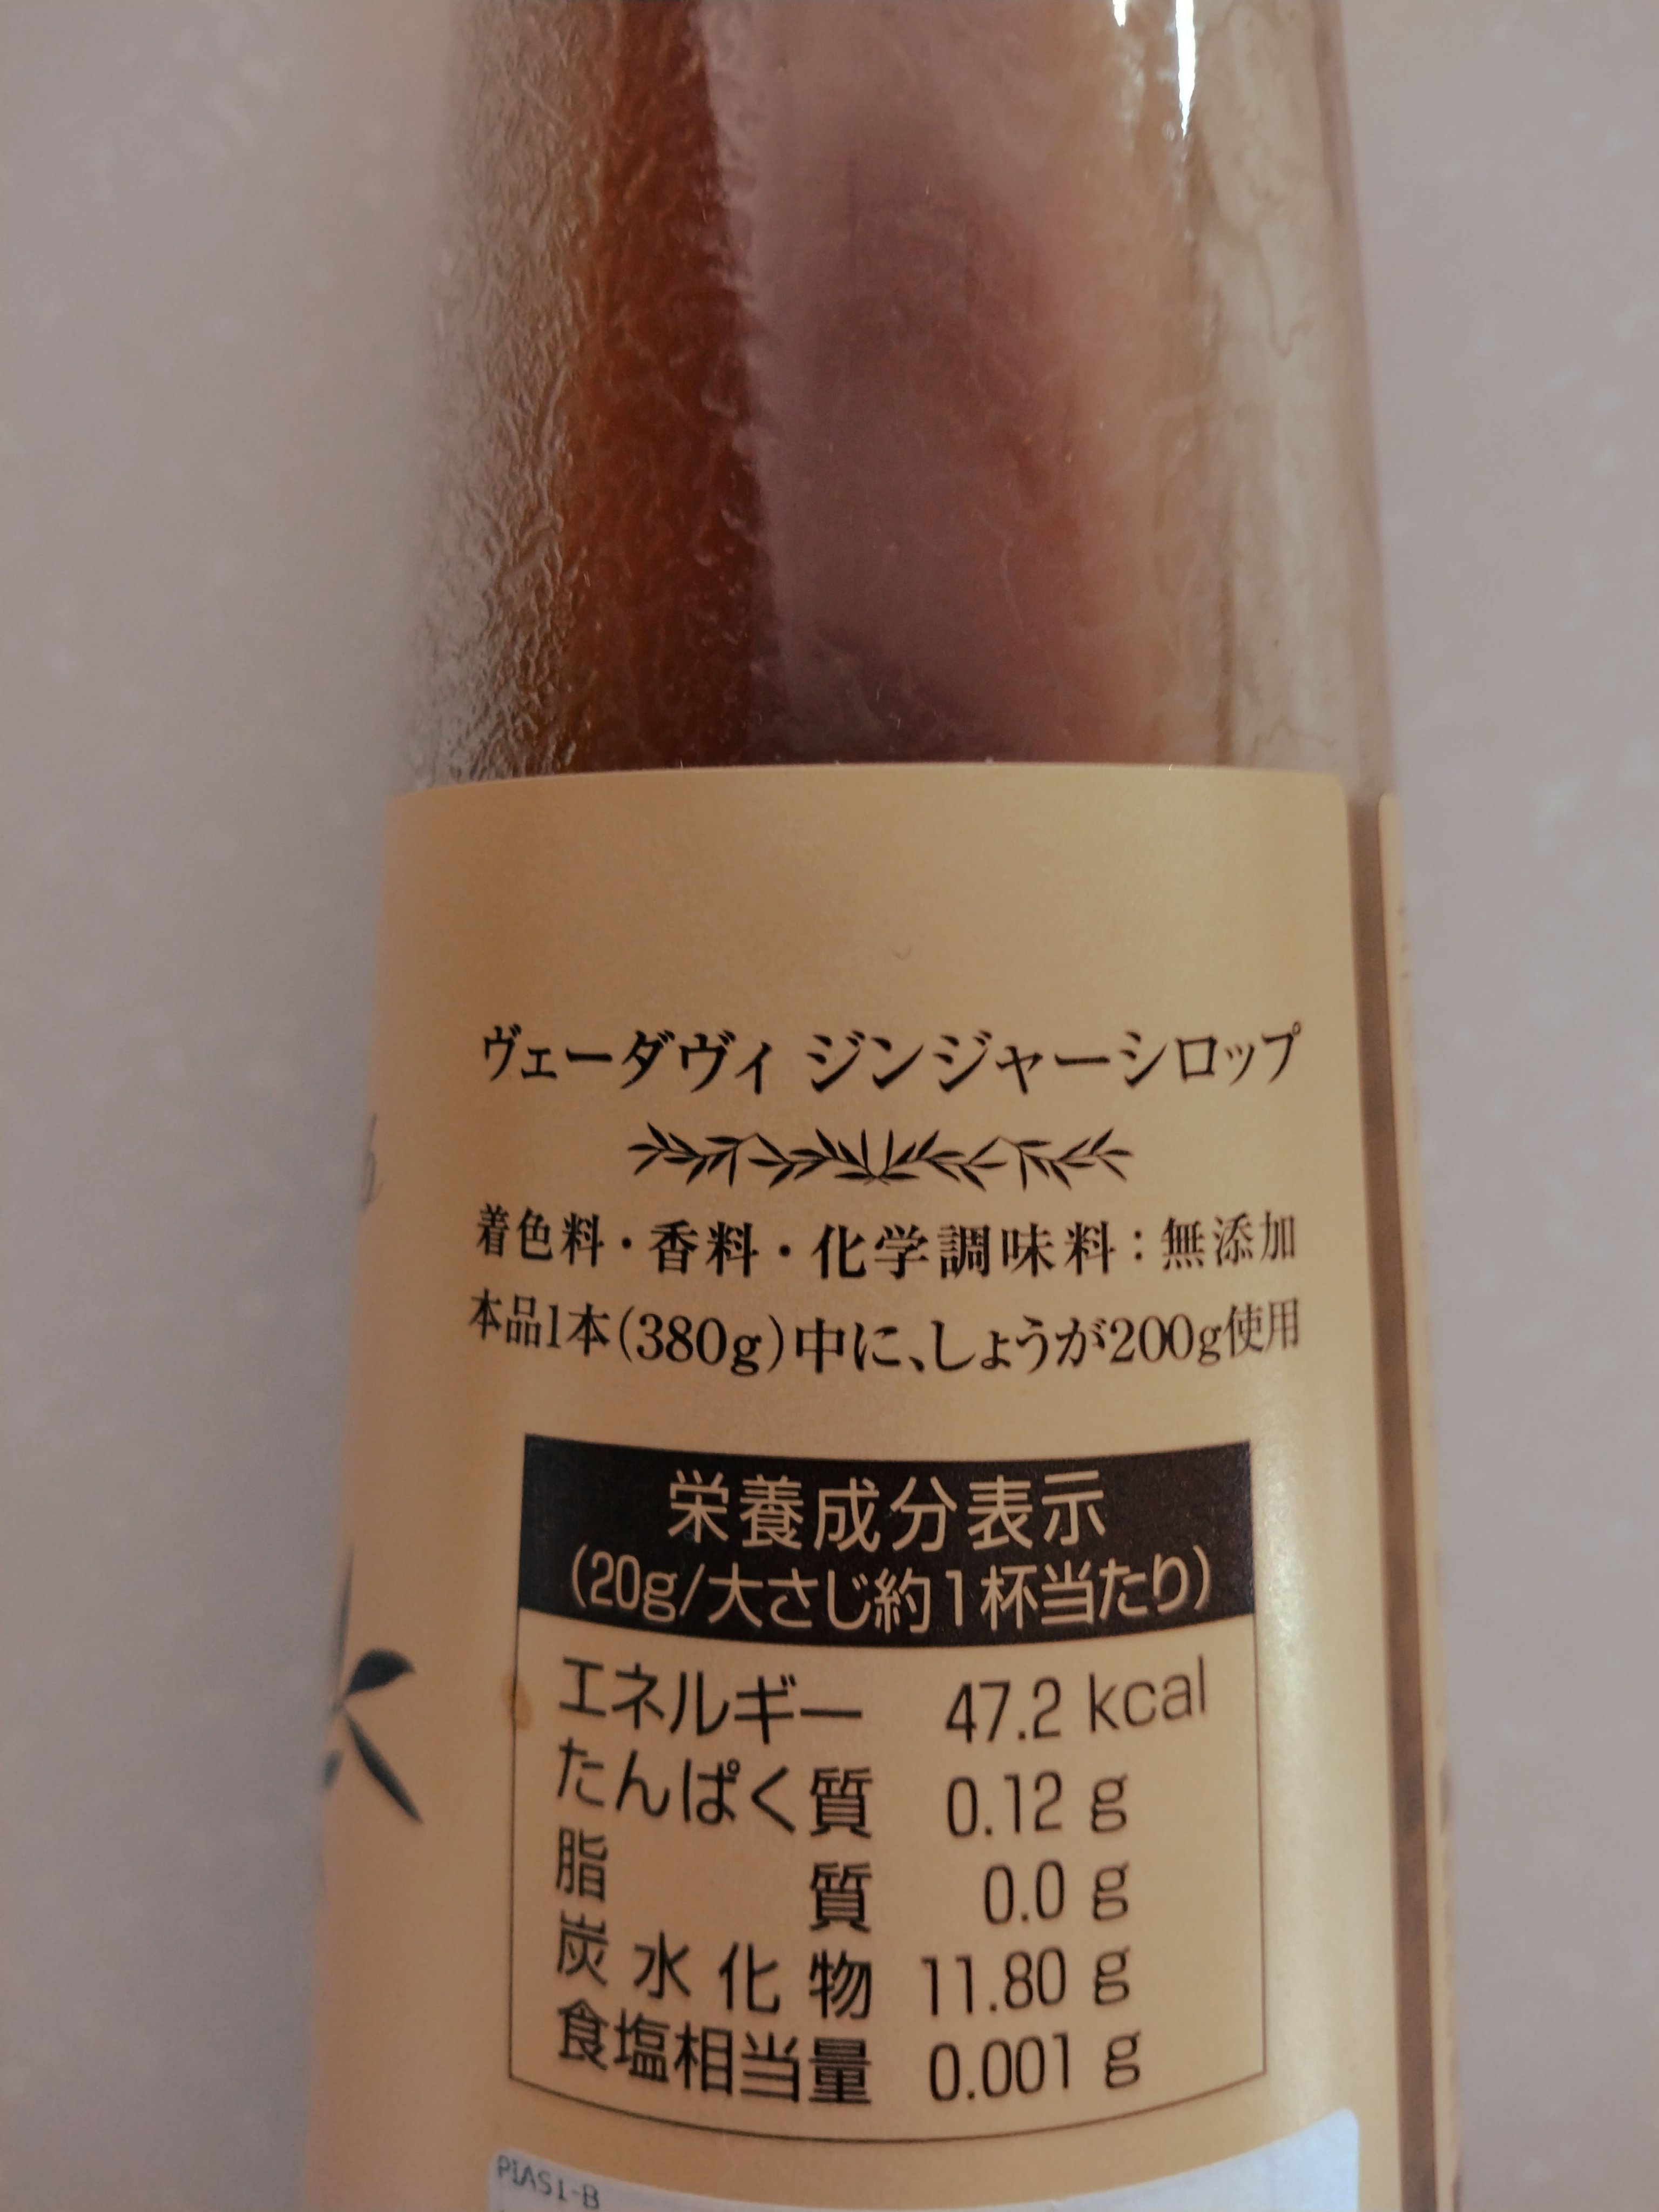 ヴェーダヴィ ジンジャーシロップ
着色料・香料・化学調味料：無添加
本品1本(380g)中に、しょうが200g使用
栄養成分表示
(20g/大さじ約1杯当たり)
エネルギー 47.2 kcal
たんぱく質 0.12 g
脂質 0.0 g
炭水化物 11.80 g
食塩相当量 0.001 g
PIAS1-B